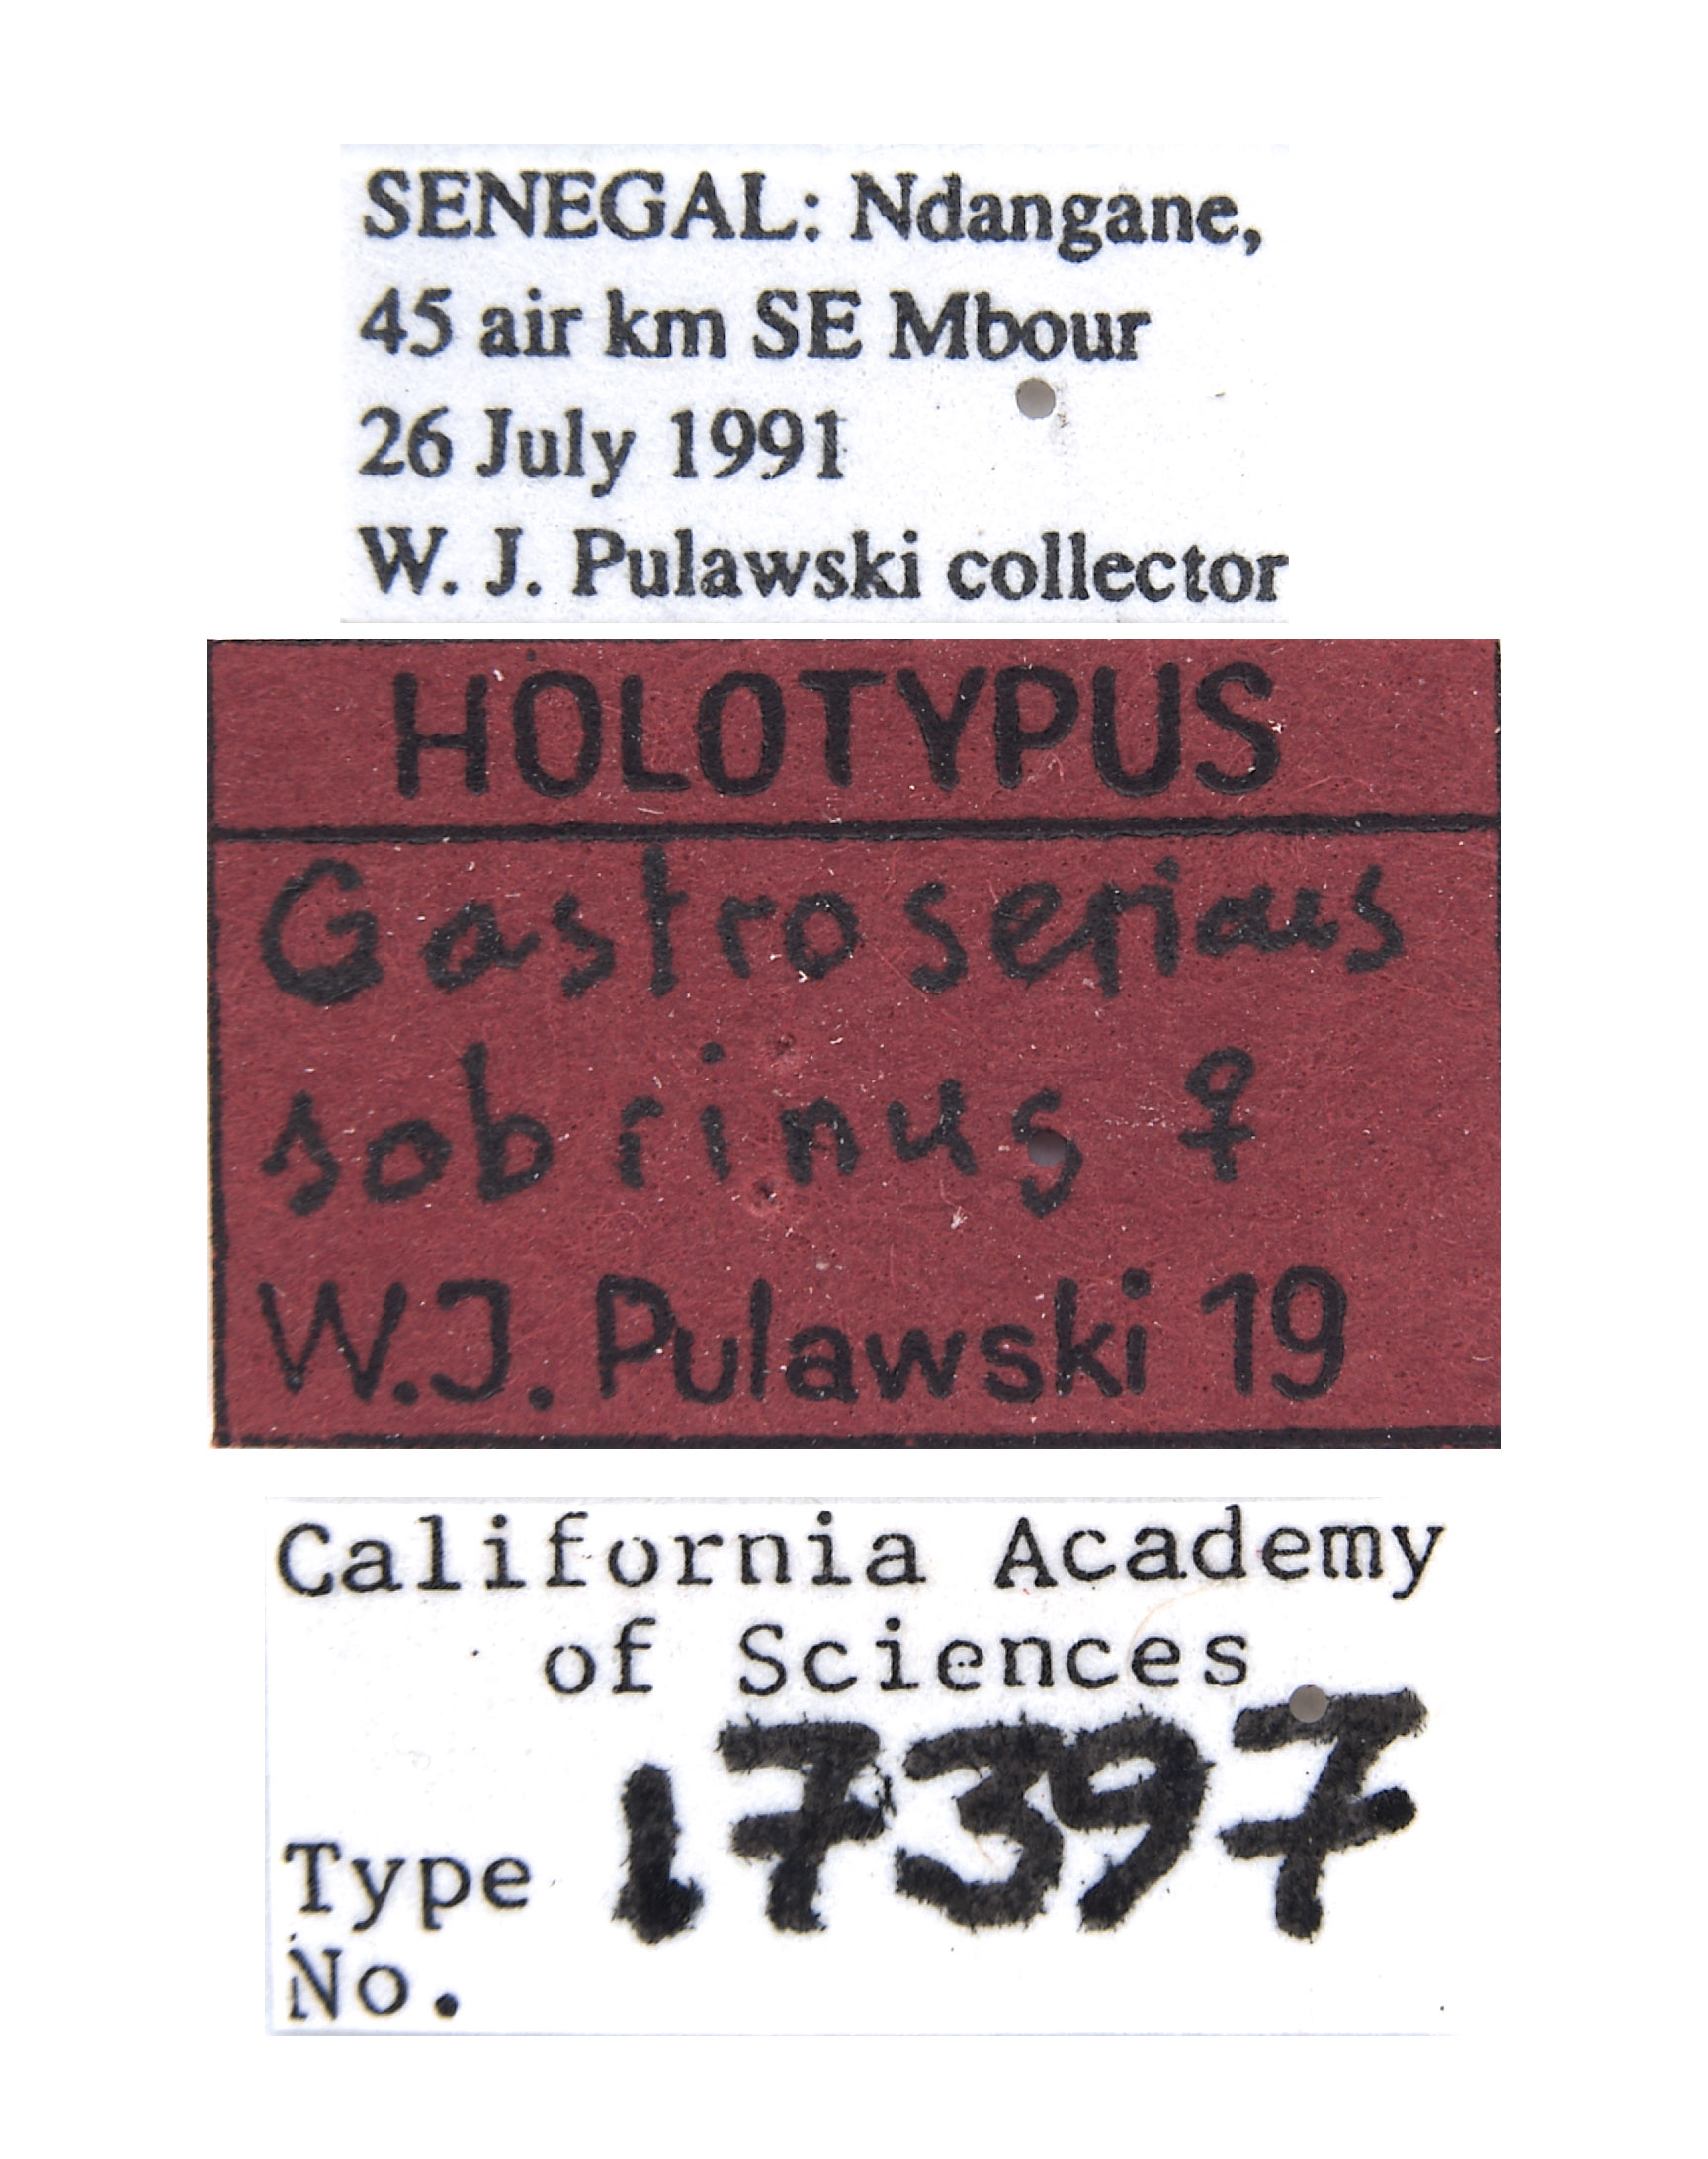 SENEGAL: Ndangane,
45 air km SE Mbour
26 July 1991
W. J. Pulawski collector
HOLOTYPUS
Gastrosericus
sobrinus ♀
W.J. Pulawski 19
California Academy
of Sciences
Type 17397
No.